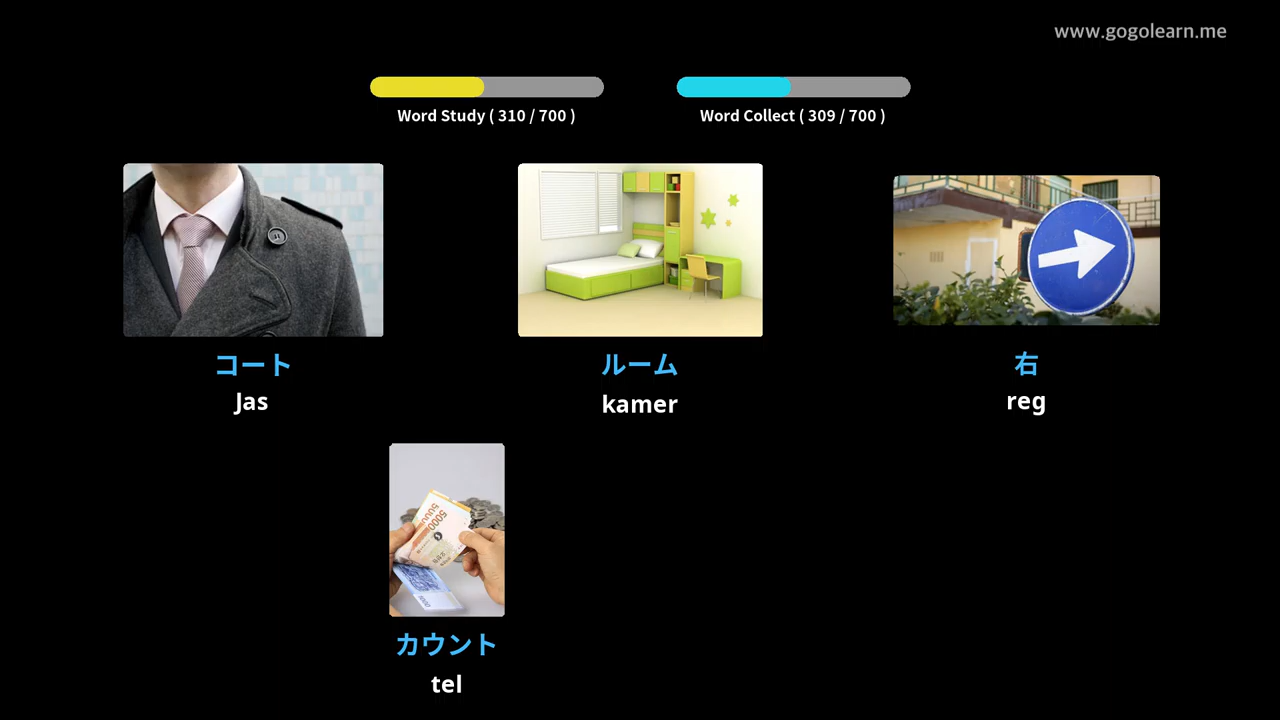 www.gogolearn.me
Word Study ( 310 / 700 )
Word Collect ( 309 / 700 )
コート
Jas
ルーム
kamer
右
reg
5000
カウント
tel